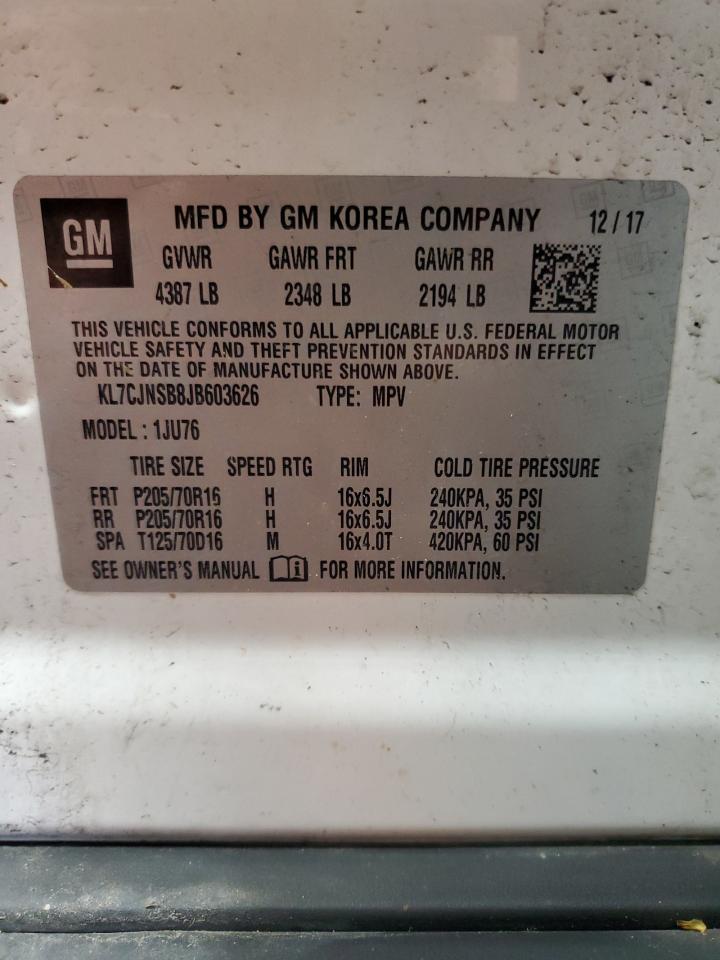 GM
MFD BY GM KOREA COMPANY 12 / 17
GVWR GAWR FRT GAWR RR
4387 LB 2348 LB 2194 LB
THIS VEHICLE CONFORMS TO ALL APPLICABLE U.S. FEDERAL MOTOR
VEHICLE SAFETY AND THEFT PREVENTION STANDARDS IN EFFECT
ON THE DATE OF MANUFACTURE SHOWN ABOVE.
KL7CJNSB8JB603626 TYPE: MPV
MODEL : 1JU76
TIRE SIZE SPEED RTG RIM COLD TIRE PRESSURE
FRT P205/70R16 H 16x6.5J 240KPA, 35 PSI
RR P205/70R16 H 16x6.5J 240KPA, 35 PSI
SPA T125/70D16 M 16x4.0T 420KPA, 60 PSI
SEE OWNER'S MANUAL i FOR MORE INFORMATION.